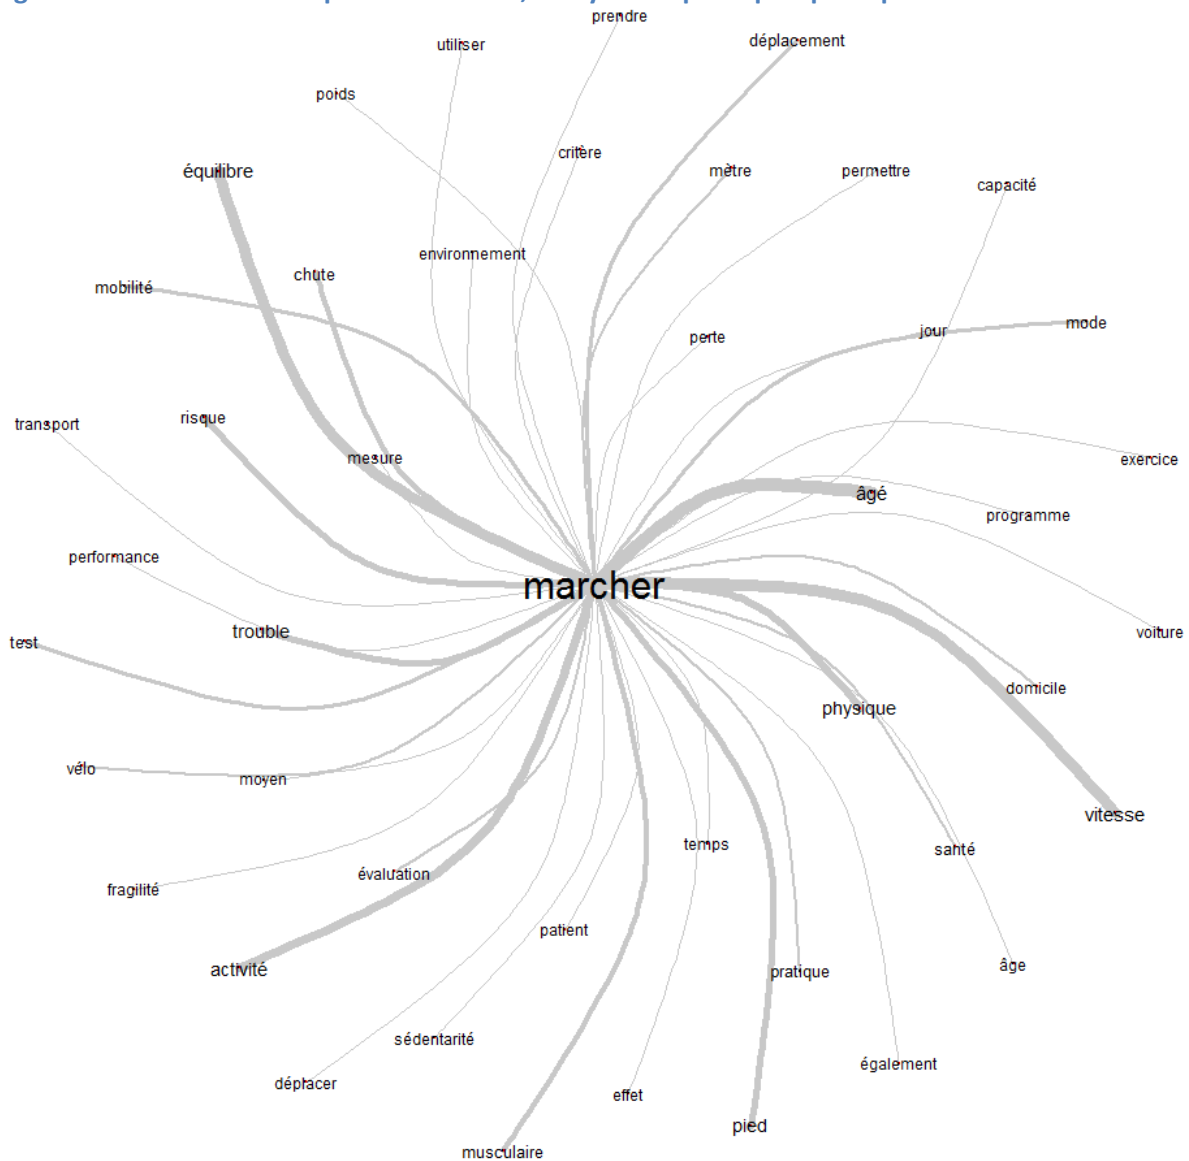 prendre
utiliser
déplacement
poids
critère
équilibre
mètre
permettre
capacité
environnement
chute
mobilité
jour
mode
perte
risque
transport
mesure
exercice
âgé
programme
performance
marcher
trouble
voiture
test
domicile
physique
vélo
moyen
vitesse
temps
santé
fragilité
évaluation
patient
activité
pratique
âge
sédentarité
également
déplacer
effet
pied
musculaire